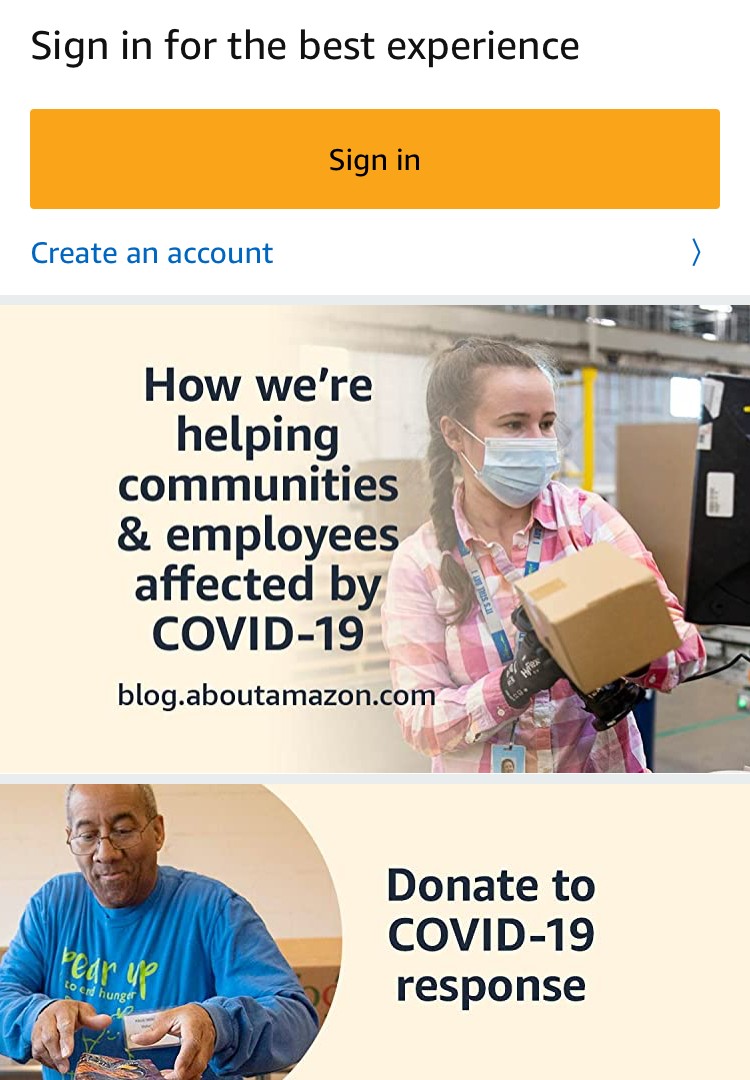 Sign in for the best experience
Sign in
Create an account
How we're
helping
communities
& employees
affected by
COVID-19
blog.aboutamazon.com
Donate to
COVID-19
response
pear up
to end hunger